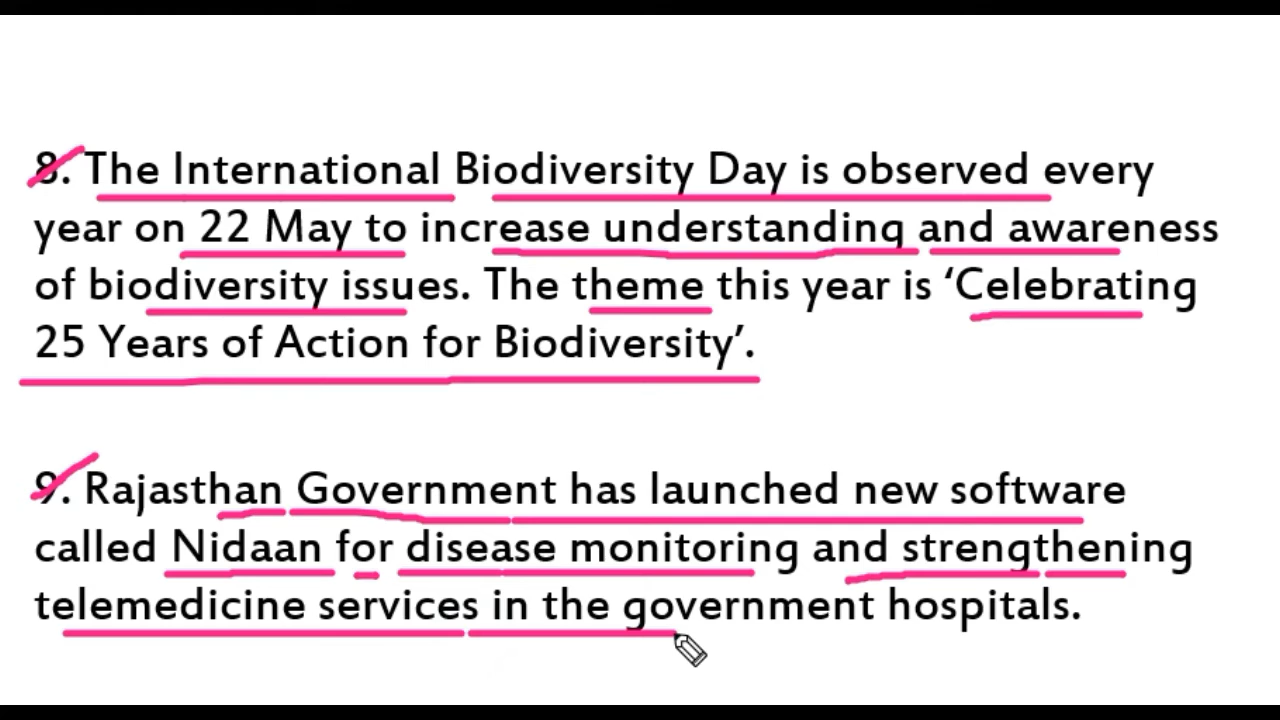 8. The International Biodiversity Day is observed every
year on 22 May to increase understanding and awareness
of biodiversity issues. The theme this year is ‘Celebrating
25 Years of Action for Biodiversity’.
9. Rajasthan Government has launched new software
called Nidaan for disease monitoring and strengthening
telemedicine services in the government hospitals.